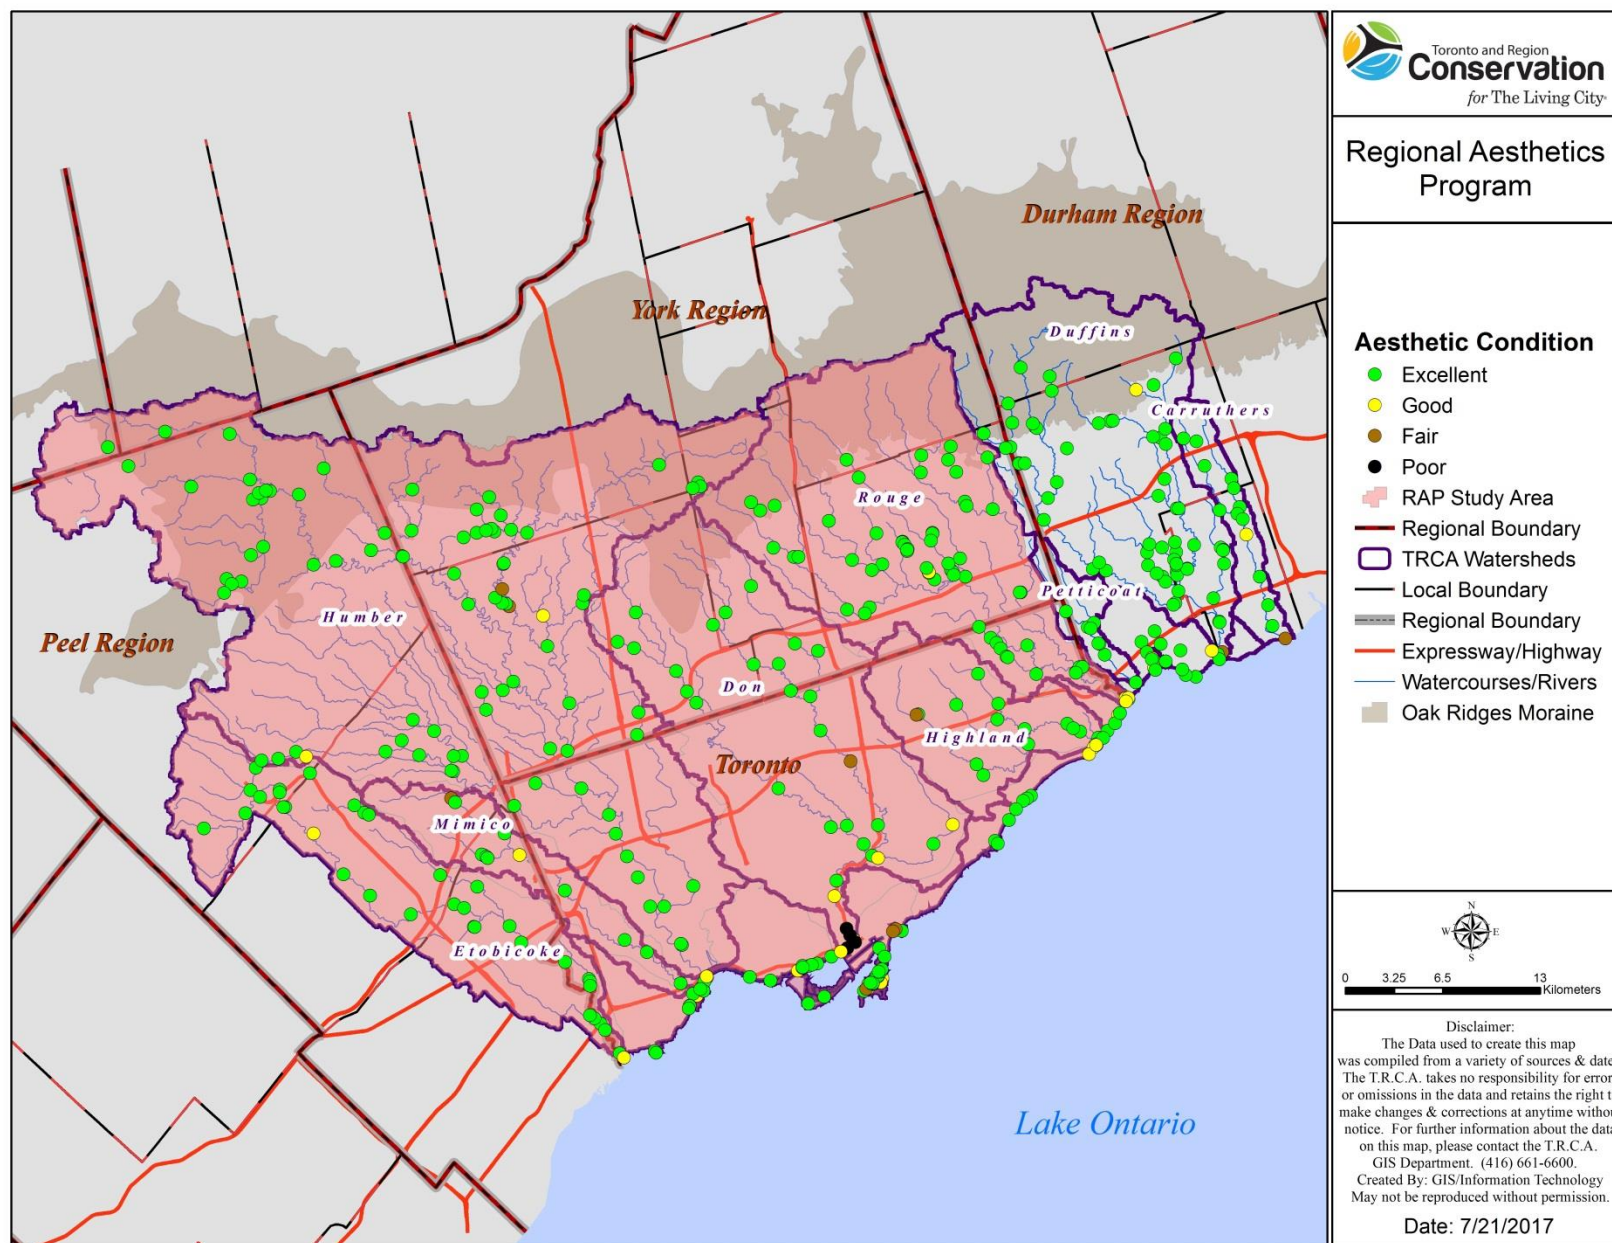 Toronto and Region
Conservation
for The Living City
Regional Aesthetics
Program
Aesthetic Condition
Excellent
Good
Fair
Poor
RAP Study Area
Regional Boundary
TRCA Watersheds
Local Boundary
Regional Boundary
Expressway/Highway
Watercourses/Rivers
Oak Ridges Moraine
Durham Region
York Region
Duffins
Carruthers
Rouge
Petticoat
Humber
Peel Region
Don
Highland
Toronto
Mimico
Etobicoke
Lake Ontario
N
W E
S
0 3.25 6.5 13
Kilometers
Disclaimer:
The Data used to create this map
was compiled from a variety of sources & date
The T.R.C.A. takes no responsibility for error
or omissions in the data and retains the right t
make changes & corrections at anytime withou
notice. For further information about the data
on this map, please contact the T.R.C.A.
GIS Department. (416) 661-6600.
Created By: GIS/Information Technology
May not be reproduced without permission.
Date: 7/21/2017